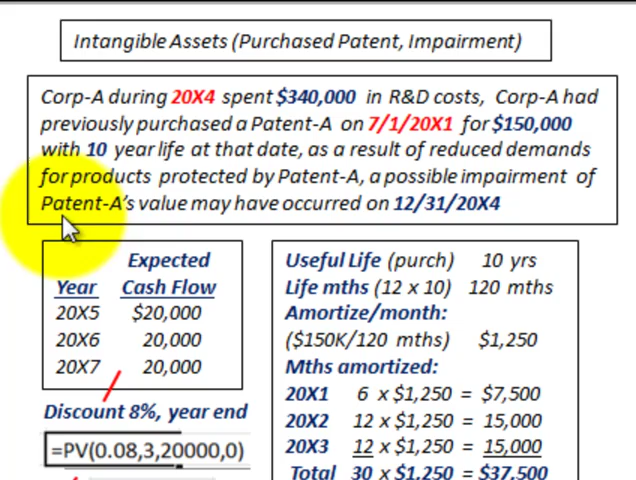 Intangible Assets (Purchased Patent, Impairment)
Corp-A during 20X4 spent $340,000 in R&D costs, Corp-A had
previously purchased a Patent-A on 7/1/20X1 for $150,000
with 10 year life at that date, as a result of reduced demands
for products protected by Patent-A, a possible impairment of
Patent-A's value may have occurred on 12/31/20X4
Expected
Year Cash Flow
20X5 $20,000
20X6 20,000
20X7 20,000
Discount 8%, year end
=PV(0.08,3,20000,0)
Useful Life (purch) 10 yrs
Life mths (12 x 10) 120 mths
Amortize/month:
($150K/120 mths) $1,250
Mths amortized:
20X1 6 x $1,250 = $7,500
20X2 12 x $1,250 = 15,000
20X3 12 x $1,250 = 15,000
Total 30 x $1,250 = $37,500